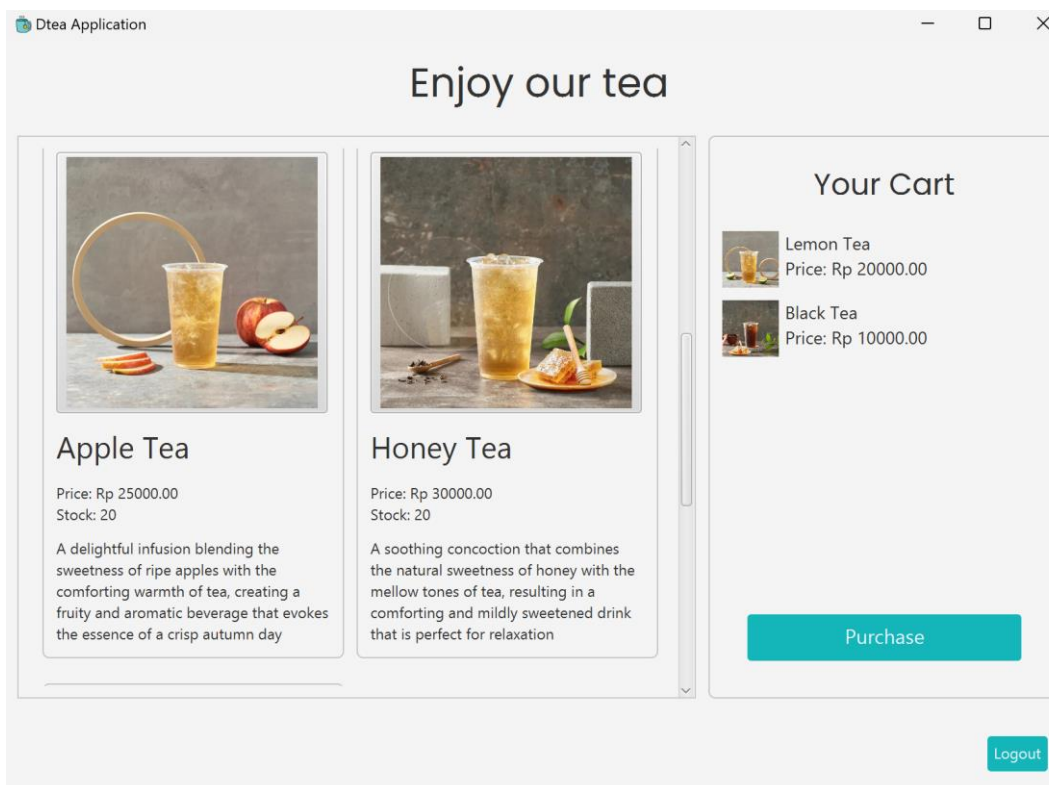 Dtea Application
Enjoy our tea
Apple Tea
Price: Rp 25000.00
Stock: 20
A delightful infusion blending the
sweetness of ripe apples with the
comforting warmth of tea, creating a
fruity and aromatic beverage that evokes
the essence of a crisp autumn day
Honey Tea
Price: Rp 30000.00
Stock: 20
A soothing concoction that combines
the natural sweetness of honey with the
mellow tones of tea, resulting in a
comforting and mildly sweetened drink
that is perfect for relaxation
Your Cart
Lemon Tea
Price: Rp 20000.00
Black Tea
Price: Rp 10000.00
Purchase
Logout